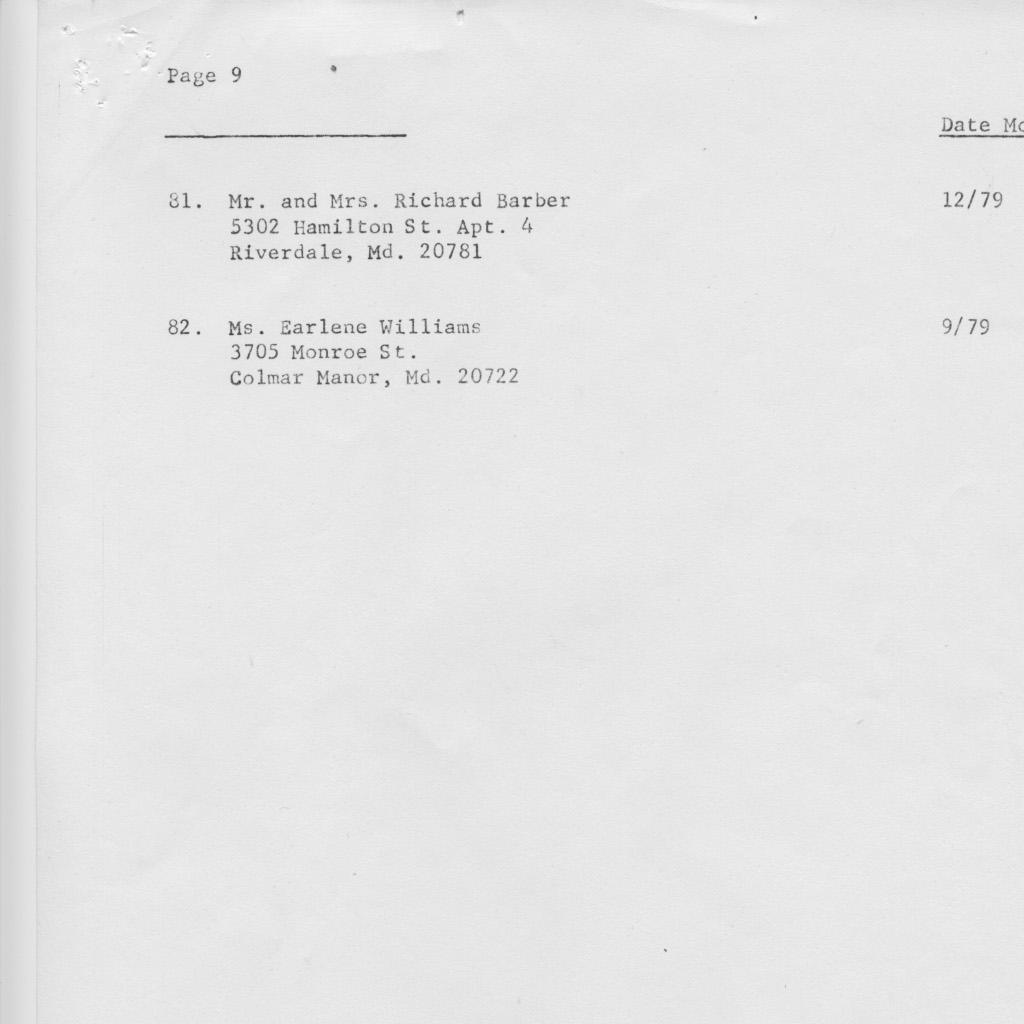 Page 9
Date
81. Mr. and Mrs. Richard Barber 12/79
5302 Hamilton St. Apt. 4
Riverdale, Md. 20781
82. Ms. Earlene Williams 9/79
3705 Monroe St.
Colmar Manor, Md. 20722